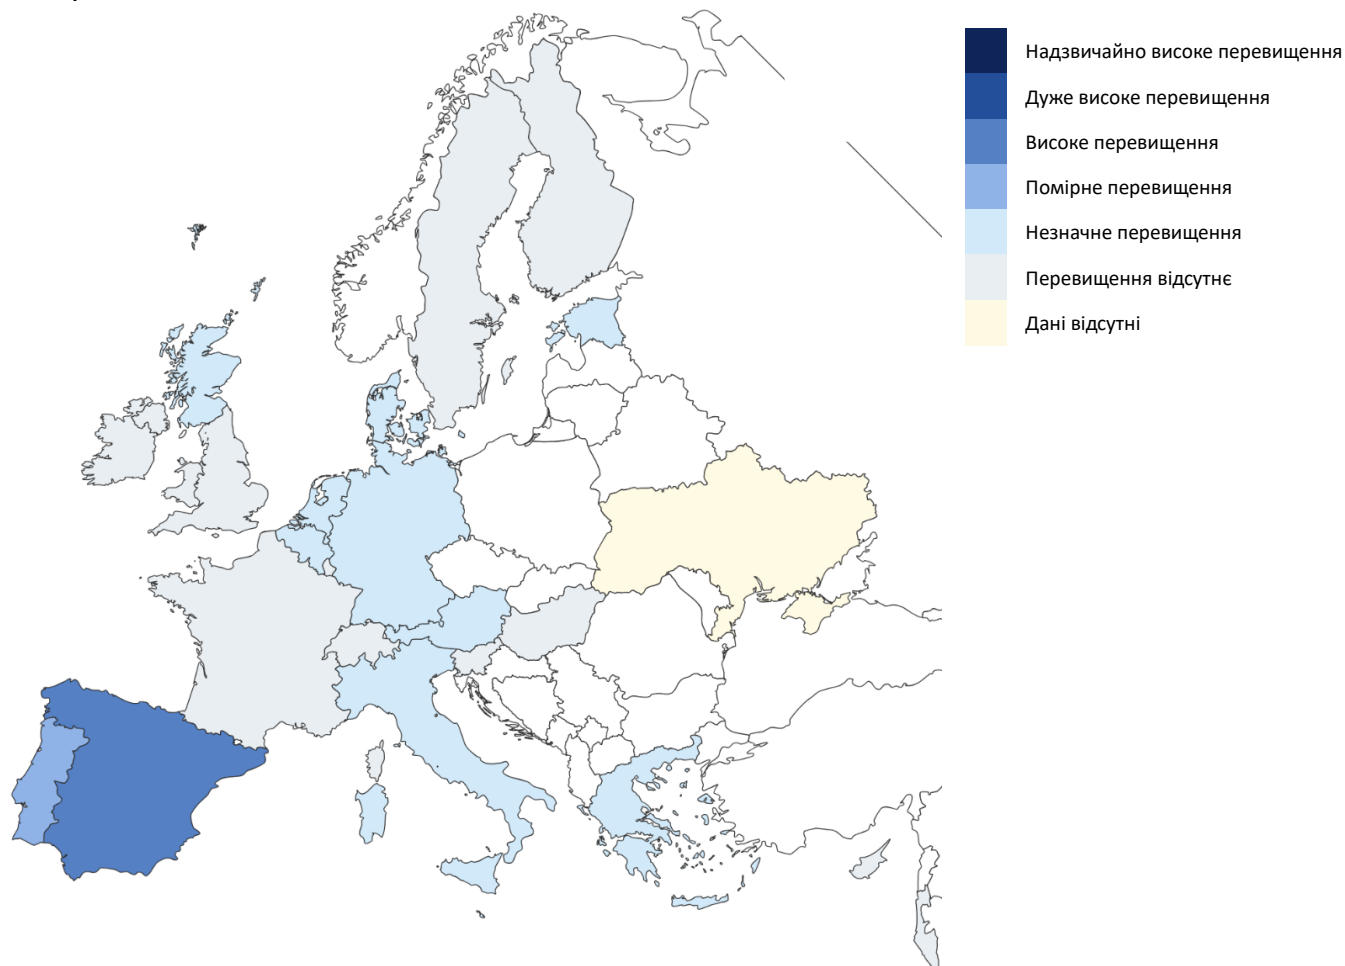 Надзвичайно високе перевищення
Дуже високе перевищення
Високе перевищення
Помірне перевищення
Незначне перевищення
Перевищення відсутнє
Дані відсутні